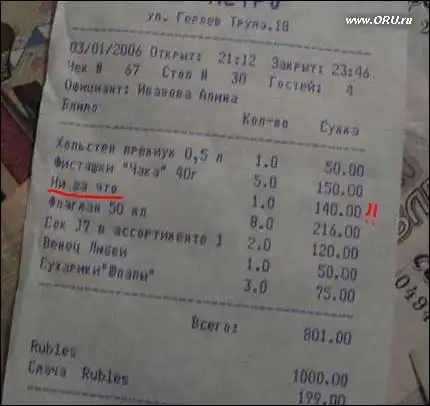 www.ORU.ru
МЕТРО
ул. Героев Труда.18
03/01/2006 Открыт: 21:12 Закрыт: 23:46
Чек # 67 Стол # 30 Гостей: 4
Официант: Иванова Алина
Блюдо Кол-во Сумма
Хольстен премиум 0,5 л 1.0 50.00
Фисташки "Чака" 40г 5.0 150.00
Ни за что 1.0 140.00 !!
Флагман 50 мл 8.0 216.00
Сок J7 в ассортименте 1 2.0 120.00
Венец Любви 1.0 50.00
Сухарики"Шпалы" 3.0 75.00
Всего: 801.00
Rubles 1000.00
Сдача Rubles 199.00
0494